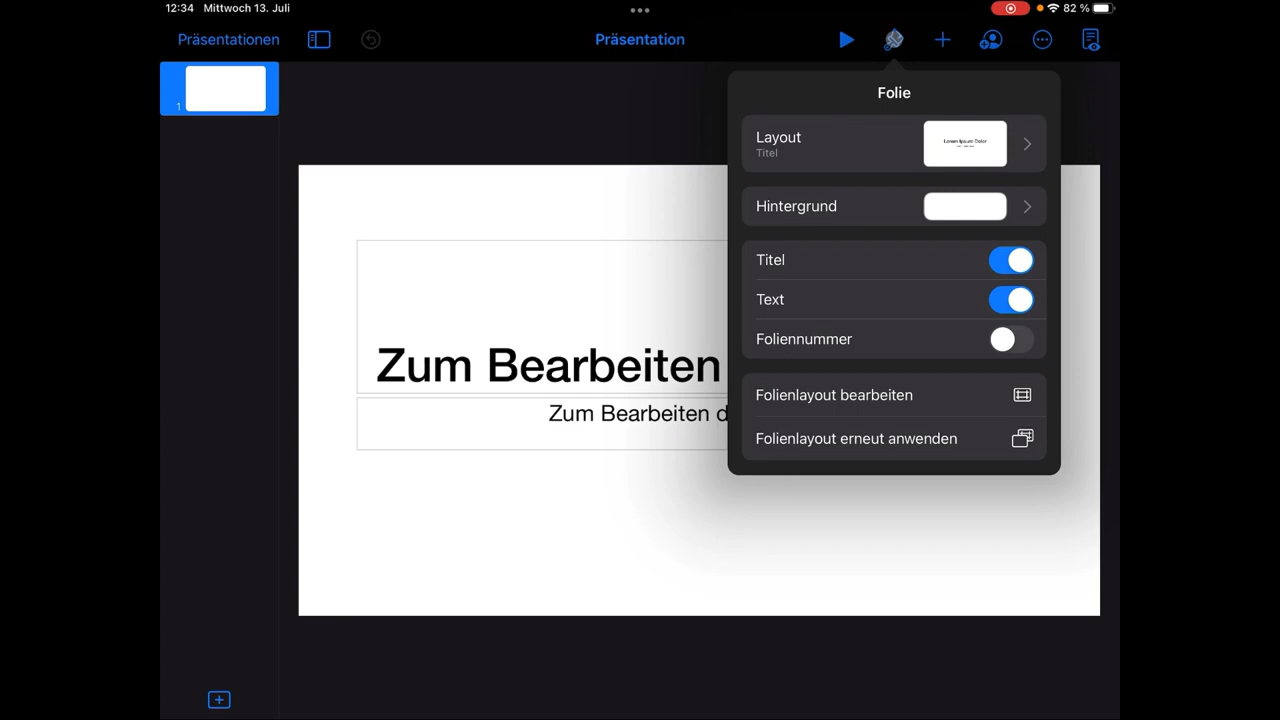 12:34 Mittwoch 13. Juli
82 %
Präsentationen
Präsentation
1
Folie
Layout
Titel
Lorem Ipsum Dolor
Hintergrund
Titel
Text
Foliennummer
Folienlayout bearbeiten
Folienlayout erneut anwenden
Zum Bearbeiten
Zum Bearbeiten d